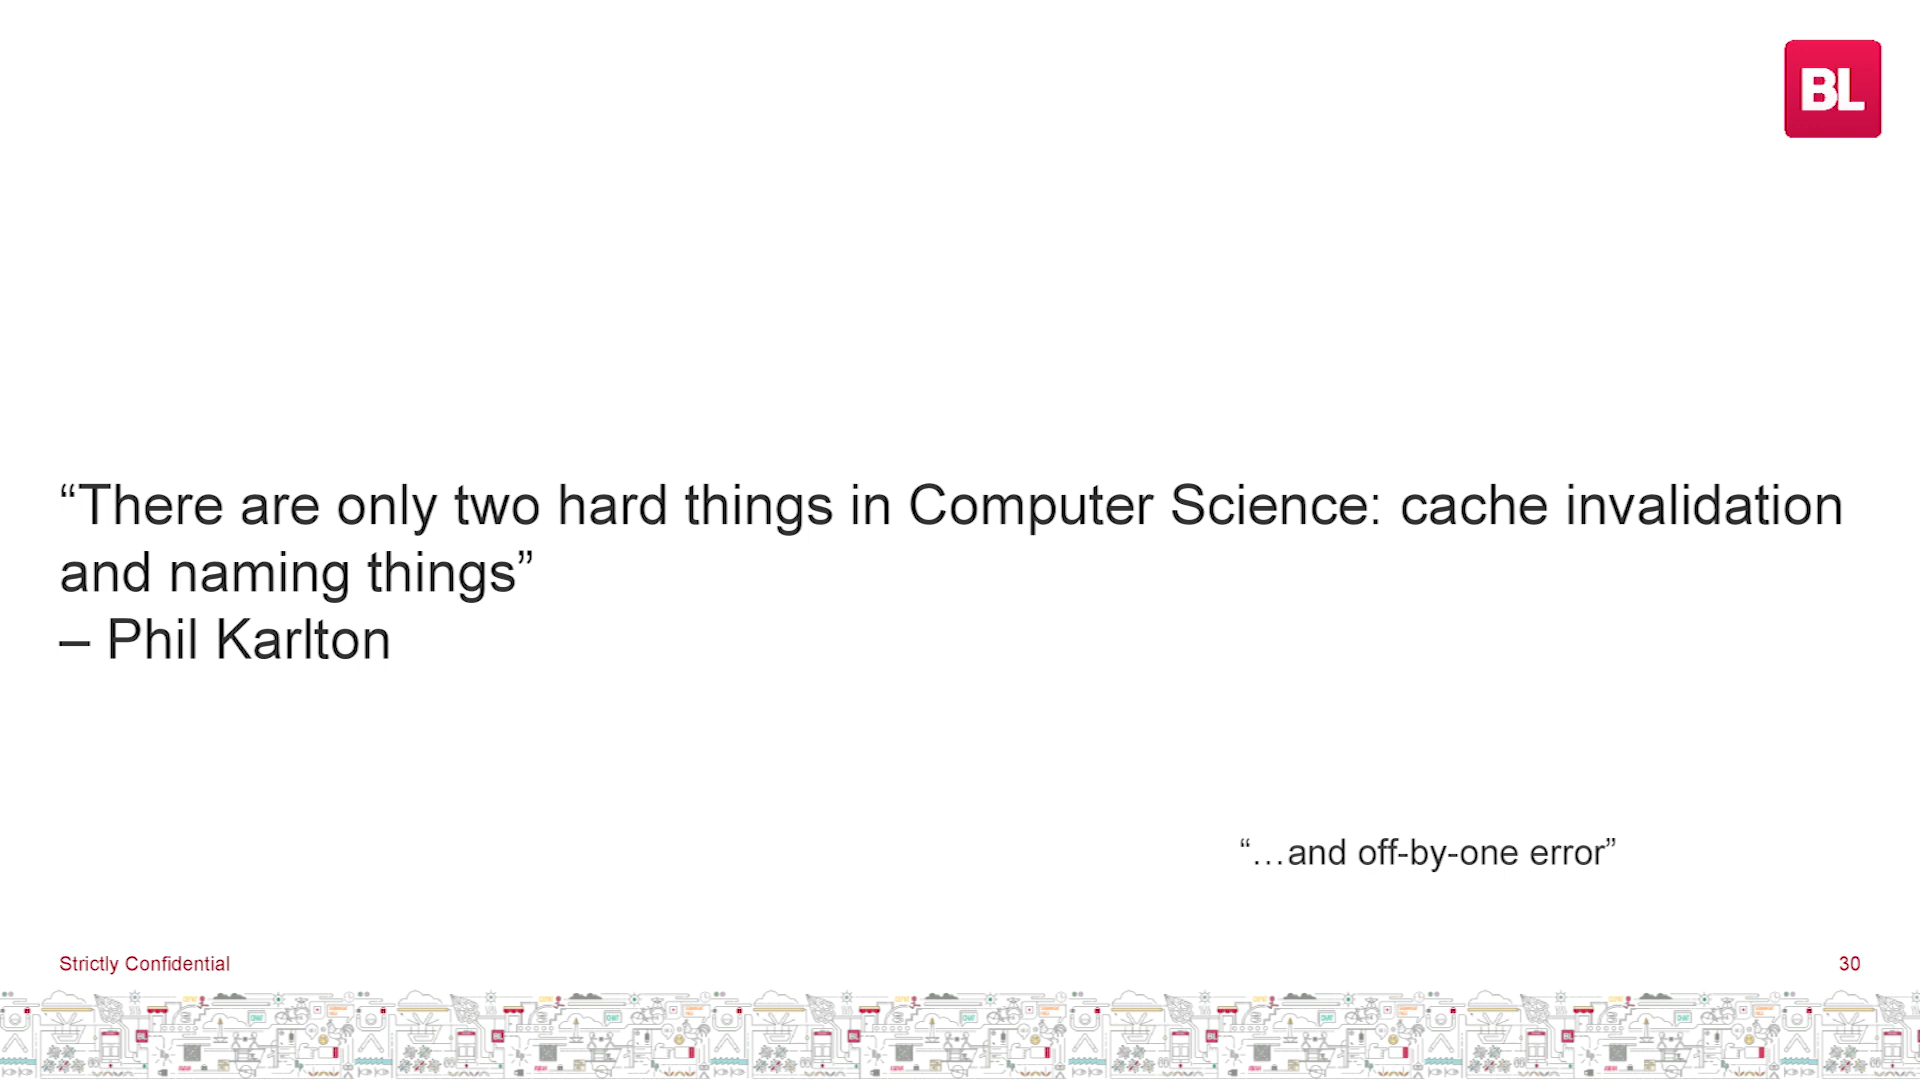 BL
“There are only two hard things in Computer Science: cache invalidation
and naming things”
– Phil Karlton
“…and off-by-one error”
Strictly Confidential
30